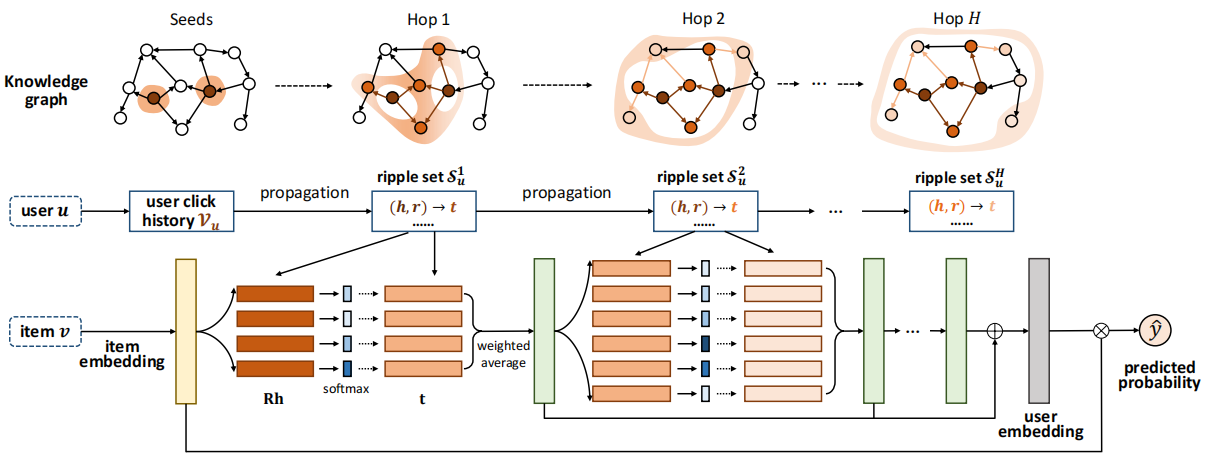 Seeds
Hop 1
Hop 2
Hop H
Knowledge
graph
...
user u
user click
history 𝒱_u
propagation
ripple set 𝒮_u^1
(h, r) → t
......
propagation
ripple set 𝒮_u^2
(h, r) → t
......
...
ripple set 𝒮_u^H
(h, r) → t
......
item v
item
embedding
Rh
softmax
t
weighted
average
...
user
embedding
ŷ
predicted
probability